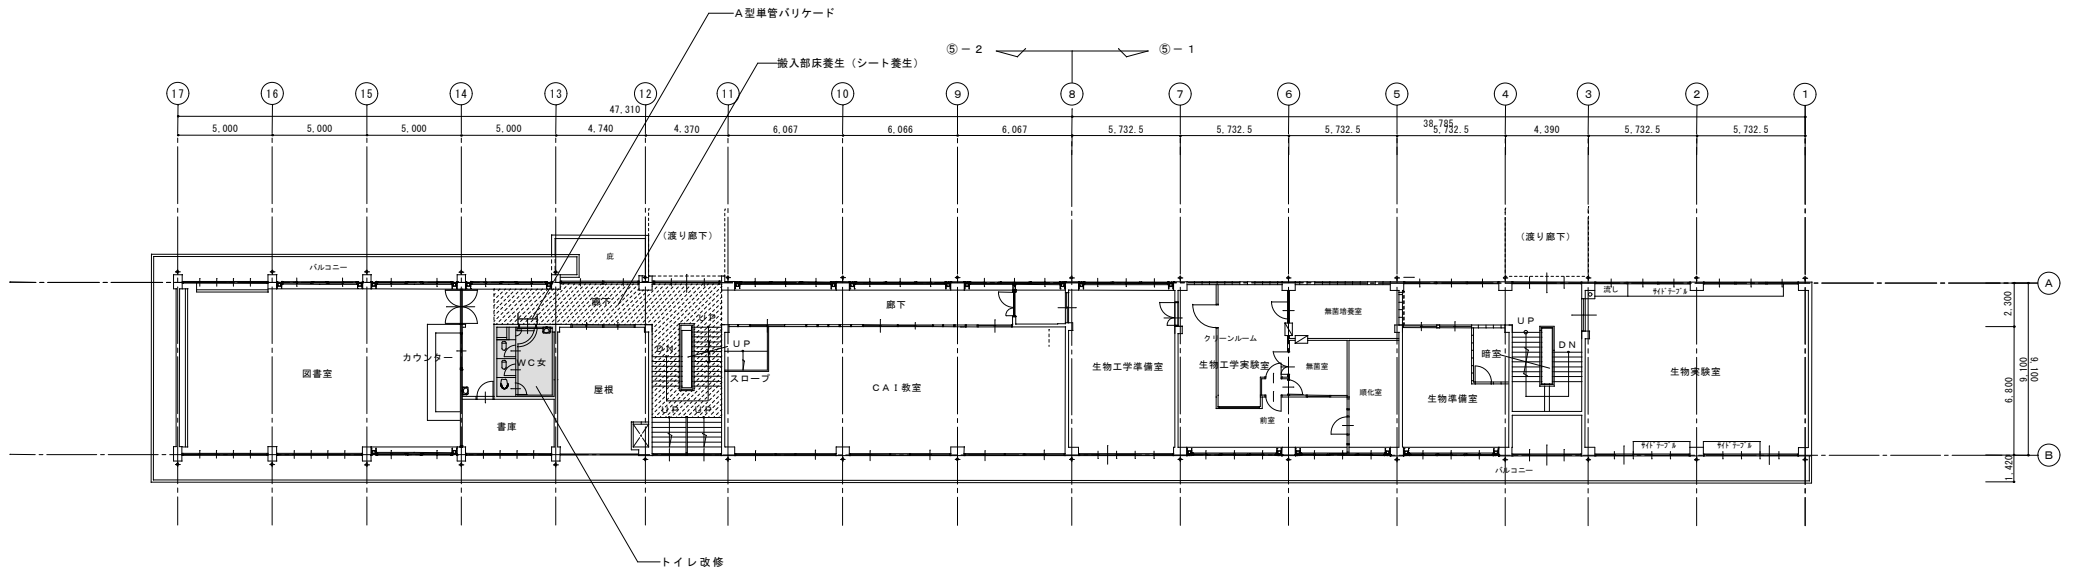 A型単管バリケード
⑤－2
⑤－1
搬入部床養生（シート養生）
17
16
15
14
13
12
11
10
9
8
7
6
5
4
3
2
1
47,310
38,785
5,000
5,000
5,000
5,000
4,740
4,370
6,067
6,066
6,067
5,732.5
5,732.5
5,732.5
5,732.5
4,390
5,732.5
5,732.5
（渡り廊下）
（渡り廊下）
庇
バルコニー
A
廊下
廊下
流し
サイドテーブル
無菌培養室
2,300
UP
UP
UP
DN
DN
クリーンルーム
カウンター
WC女
スロープ
生物工学準備室
生物工学実験室
無菌室
暗室
生物実験室
図書室
屋根
CAI教室
順化室
生物準備室
9,100
6,800
UP
UP
前室
書庫
サイドテーブル
サイドテーブル
B
バルコニー
1,420
トイレ改修